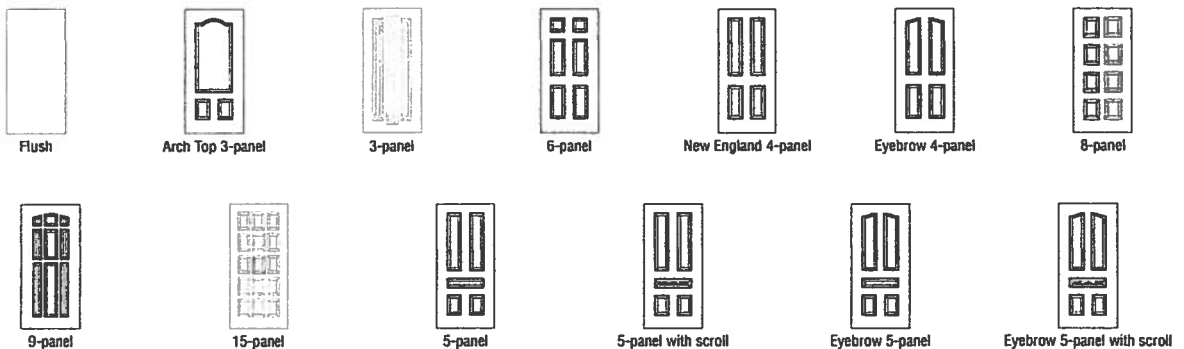 Flush
Arch Top 3-panel
3-panel
6-panel
New England 4-panel
Eyebrow 4-panel
8-panel
9-panel
15-panel
5-panel
5-panel with scroll
Eyebrow 5-panel
Eyebrow 5-panel with scroll